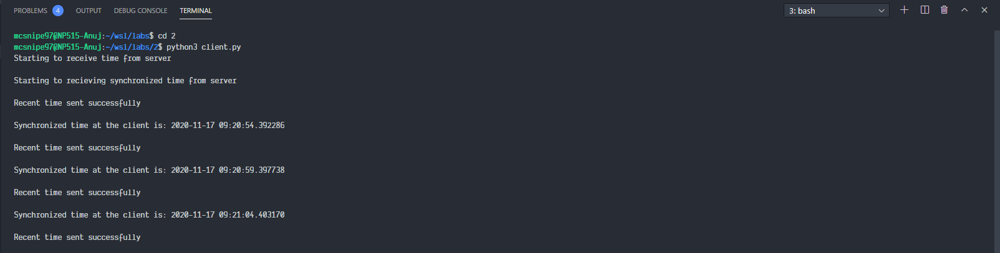 PROBLEMS 4 OUTPUT DEBUG CONSOLE TERMINAL 3: bash
mcsnipe97@NP515-Anuj:~/wsl/labs$ cd 2
mcsnipe97@NP515-Anuj:~/wsl/labs/2$ python3 client.py
Starting to receive time from server
Starting to recieving synchronized time from server
Recent time sent successfully
Synchronized time at the client is: 2020-11-17 09:20:54.392286
Recent time sent successfully
Synchronized time at the client is: 2020-11-17 09:20:59.397738
Recent time sent successfully
Synchronized time at the client is: 2020-11-17 09:21:04.403170
Recent time sent successfully